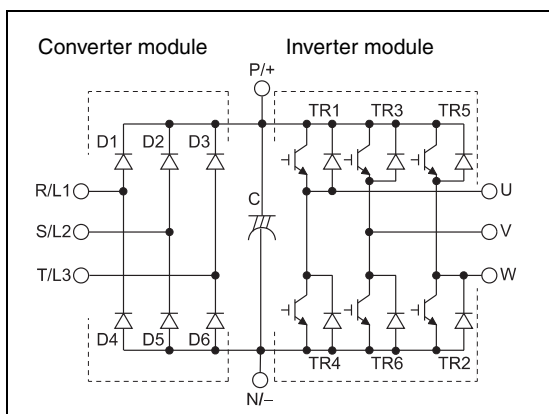 Converter module
Inverter module
P/+
TR1
TR3
TR5
D1
D2
D3
R/L1
C
U
S/L2
V
T/L3
W
D4
D5
D6
TR4
TR6
TR2
N/−